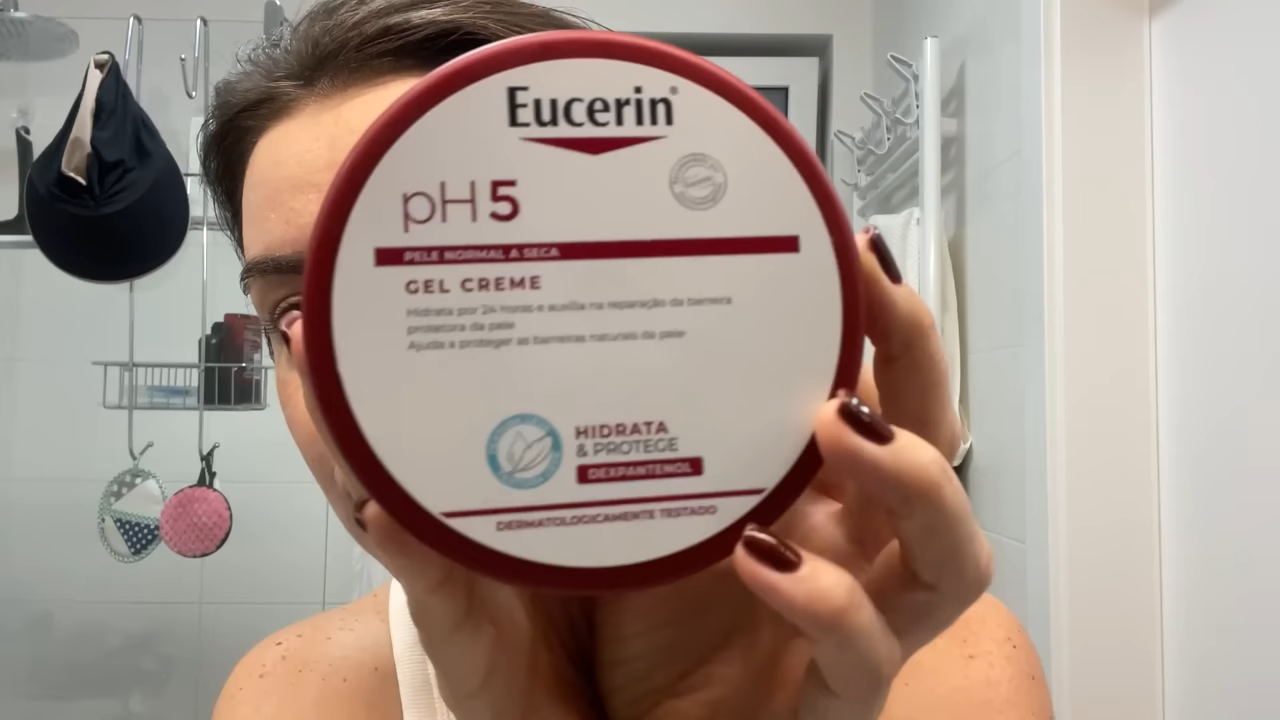 Eucerin®
pH5
PELE NORMAL A SECA
GEL CREME
Hidrata por 24 horas e auxilia na reparação da barreira
protetora da pele
Ajuda a proteger as barreiras naturais da pele
HIDRATA
& PROTEGE
DEXPANTENOL
DERMATOLOGICAMENTE TESTADO